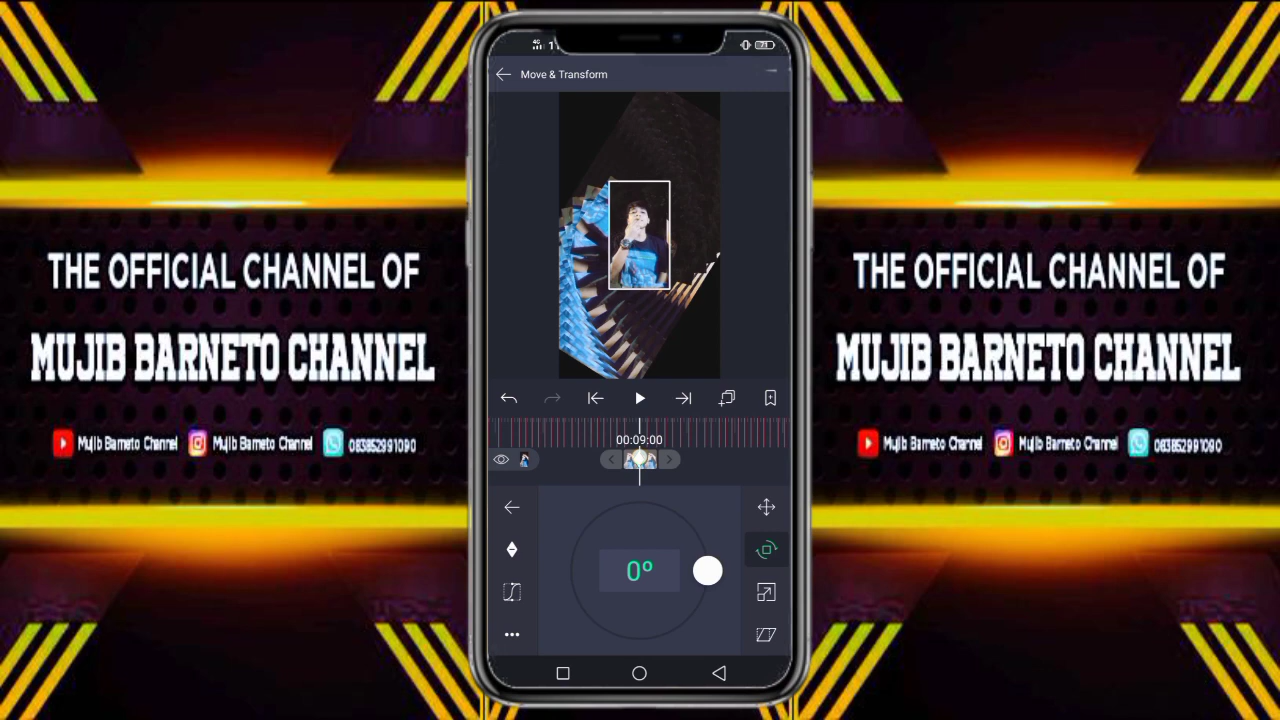 Move & Transform
THE OFFICIAL CHANNEL OF
MUJIB BARNETO CHANNEL
Mujib Barneto Channel Mujib Barneto Channel 083852991090
THE OFFICIAL CHANNEL OF
MUJIB BARNETO CHANNEL
Mujib Barneto Channel Mujib Barneto Channel 083852991090
00:09:00
0º